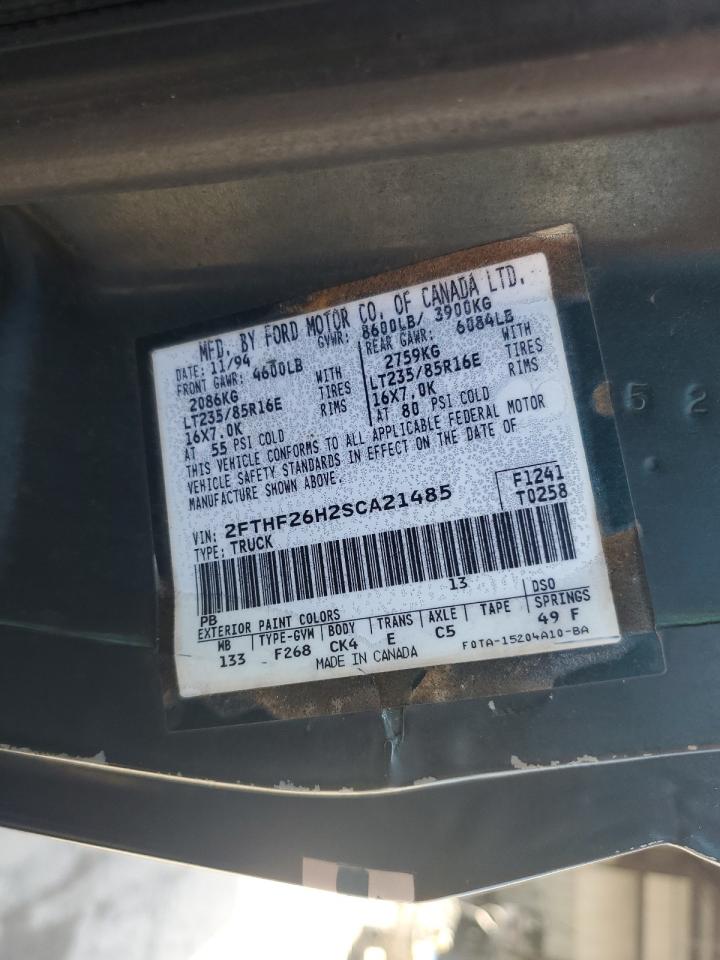 MFD. BY FORD MOTOR CO. OF CANADA LTD.
DATE: 11/94 GVWR: 8600LB/ 3900KG
FRONT GAWR: 4600LB REAR GAWR: 6084LB
2086KG WITH 2759KG WITH
LT235/85R16E TIRES LT235/85R16E TIRES
16X7.0K RIMS 16X7.0K RIMS
AT 55 PSI COLD AT 80 PSI COLD
THIS VEHICLE CONFORMS TO ALL APPLICABLE FEDERAL MOTOR
VEHICLE SAFETY STANDARDS IN EFFECT ON THE DATE OF
MANUFACTURE SHOWN ABOVE.
F1241
VIN: 2FTHF26H2SCA21485 T0258
TYPE: TRUCK
13
PB
EXTERIOR PAINT COLORS DSO
WB TYPE-GVW BODY TRANS AXLE TAPE SPRINGS
133 F268 CK4 E C5 49 F
MADE IN CANADA F0TA-15204A10-BA
5 2